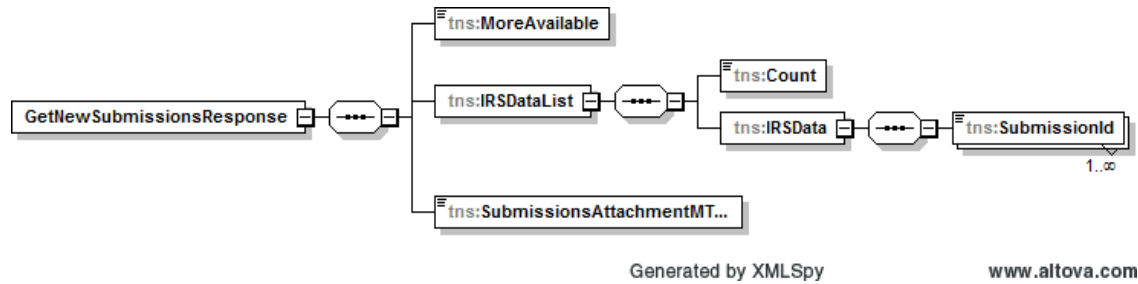 tns:MoreAvailable
tns:Count
tns:IRSDataList
GetNewSubmissionsResponse
tns:IRSData
tns:SubmissionId
1..∞
tns:SubmissionsAttachmentMT...
Generated by XMLSpy
www.altova.com